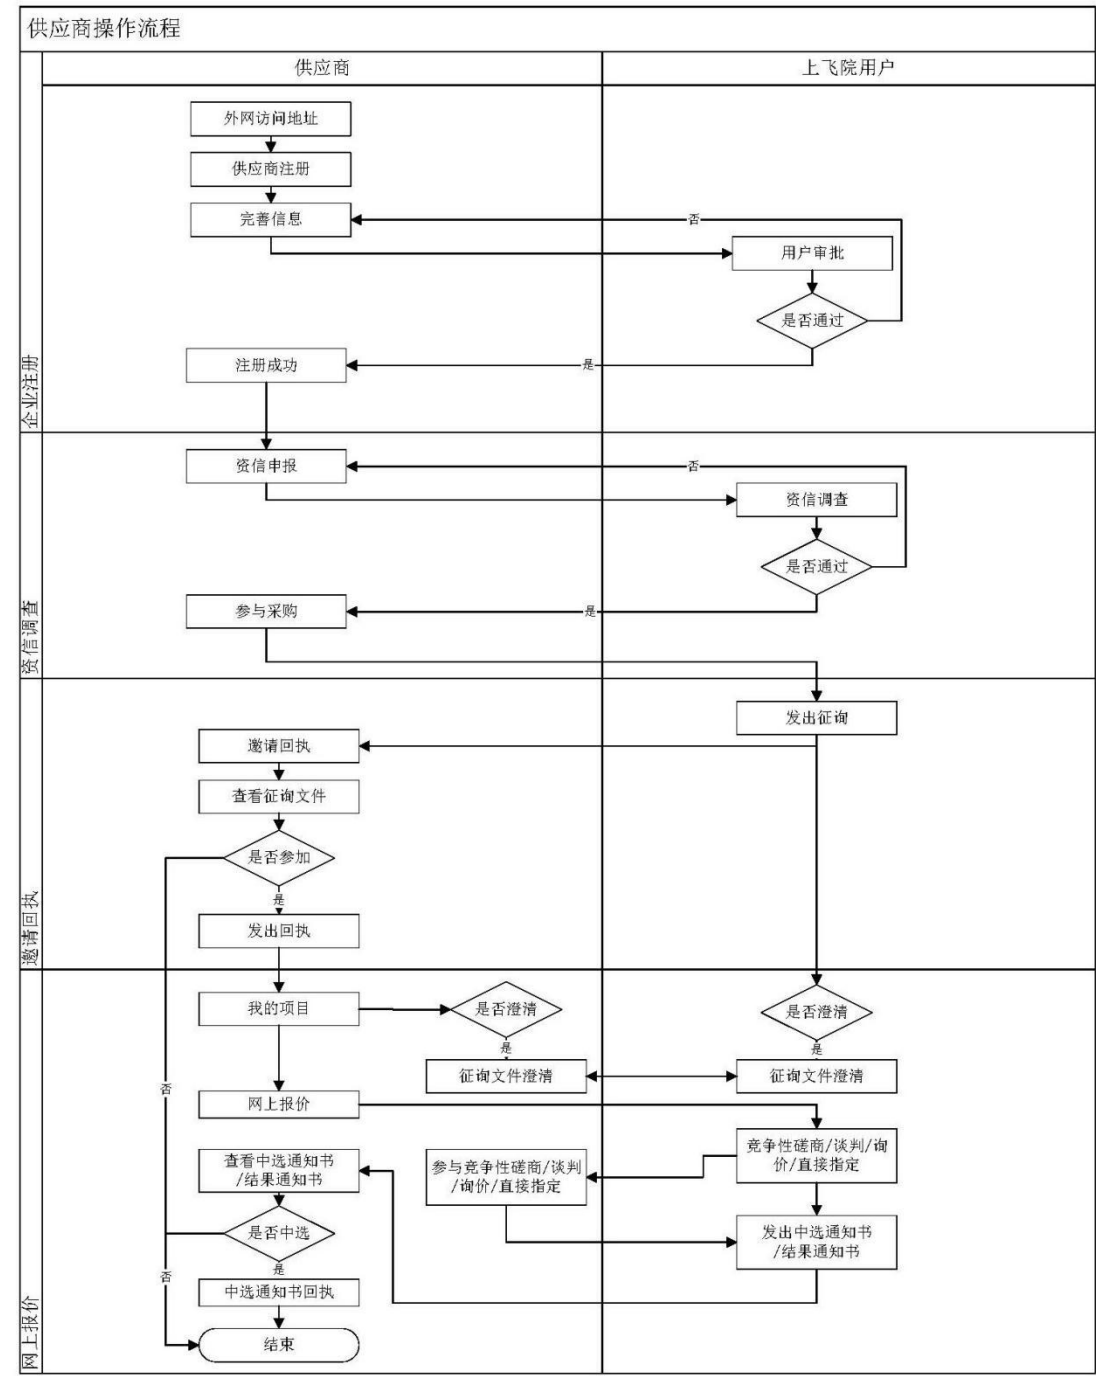 供应商操作流程
供应商
上飞院用户
企业注册
外网访问地址
供应商注册
完善信息
否
用户审批
是否通过
注册成功
是
资信调查
资信申报
否
资信调查
是否通过
参与采购
是
邀请回执
发出征询
邀请回执
查看征询文件
是否参加
是
发出回执
网上报价
我的项目
是否澄清
是否澄清
是
是
征询文件澄清
征询文件澄清
否
网上报价
查看中选通知书
/结果通知书
参与竞争性磋商/谈判
/询价/直接指定
竞争性磋商/谈判/询
价/直接指定
是否中选
发出中选通知书
/结果通知书
是
否
中选通知书回执
结束